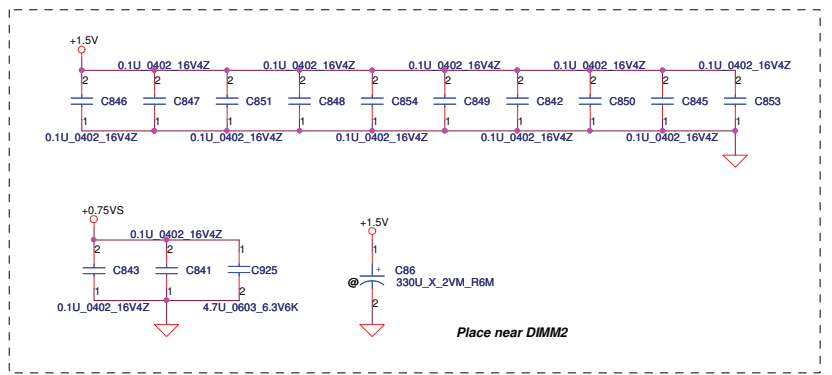 +1.5V
0.1U_0402_16V4Z 0.1U_0402_16V4Z 0.1U_0402_16V4Z 0.1U_0402_16V4Z 0.1U_0402_16V4Z
2 2 2 2 2 2 2 2 2 2
C846 C847 C851 C848 C854 C849 C842 C850 C845 C853
1 1 1 1 1 1 1 1 1 1
0.1U_0402_16V4Z 0.1U_0402_16V4Z 0.1U_0402_16V4Z 0.1U_0402_16V4Z 0.1U_0402_16V4Z
+0.75VS
0.1U_0402_16V4Z
2 2 1
C843 C841 C925
1 1 2
0.1U_0402_16V4Z 4.7U_0603_6.3V6K
+1.5V
1
+ C86
@ 330U_X_2VM_R6M
2
Place near DIMM2